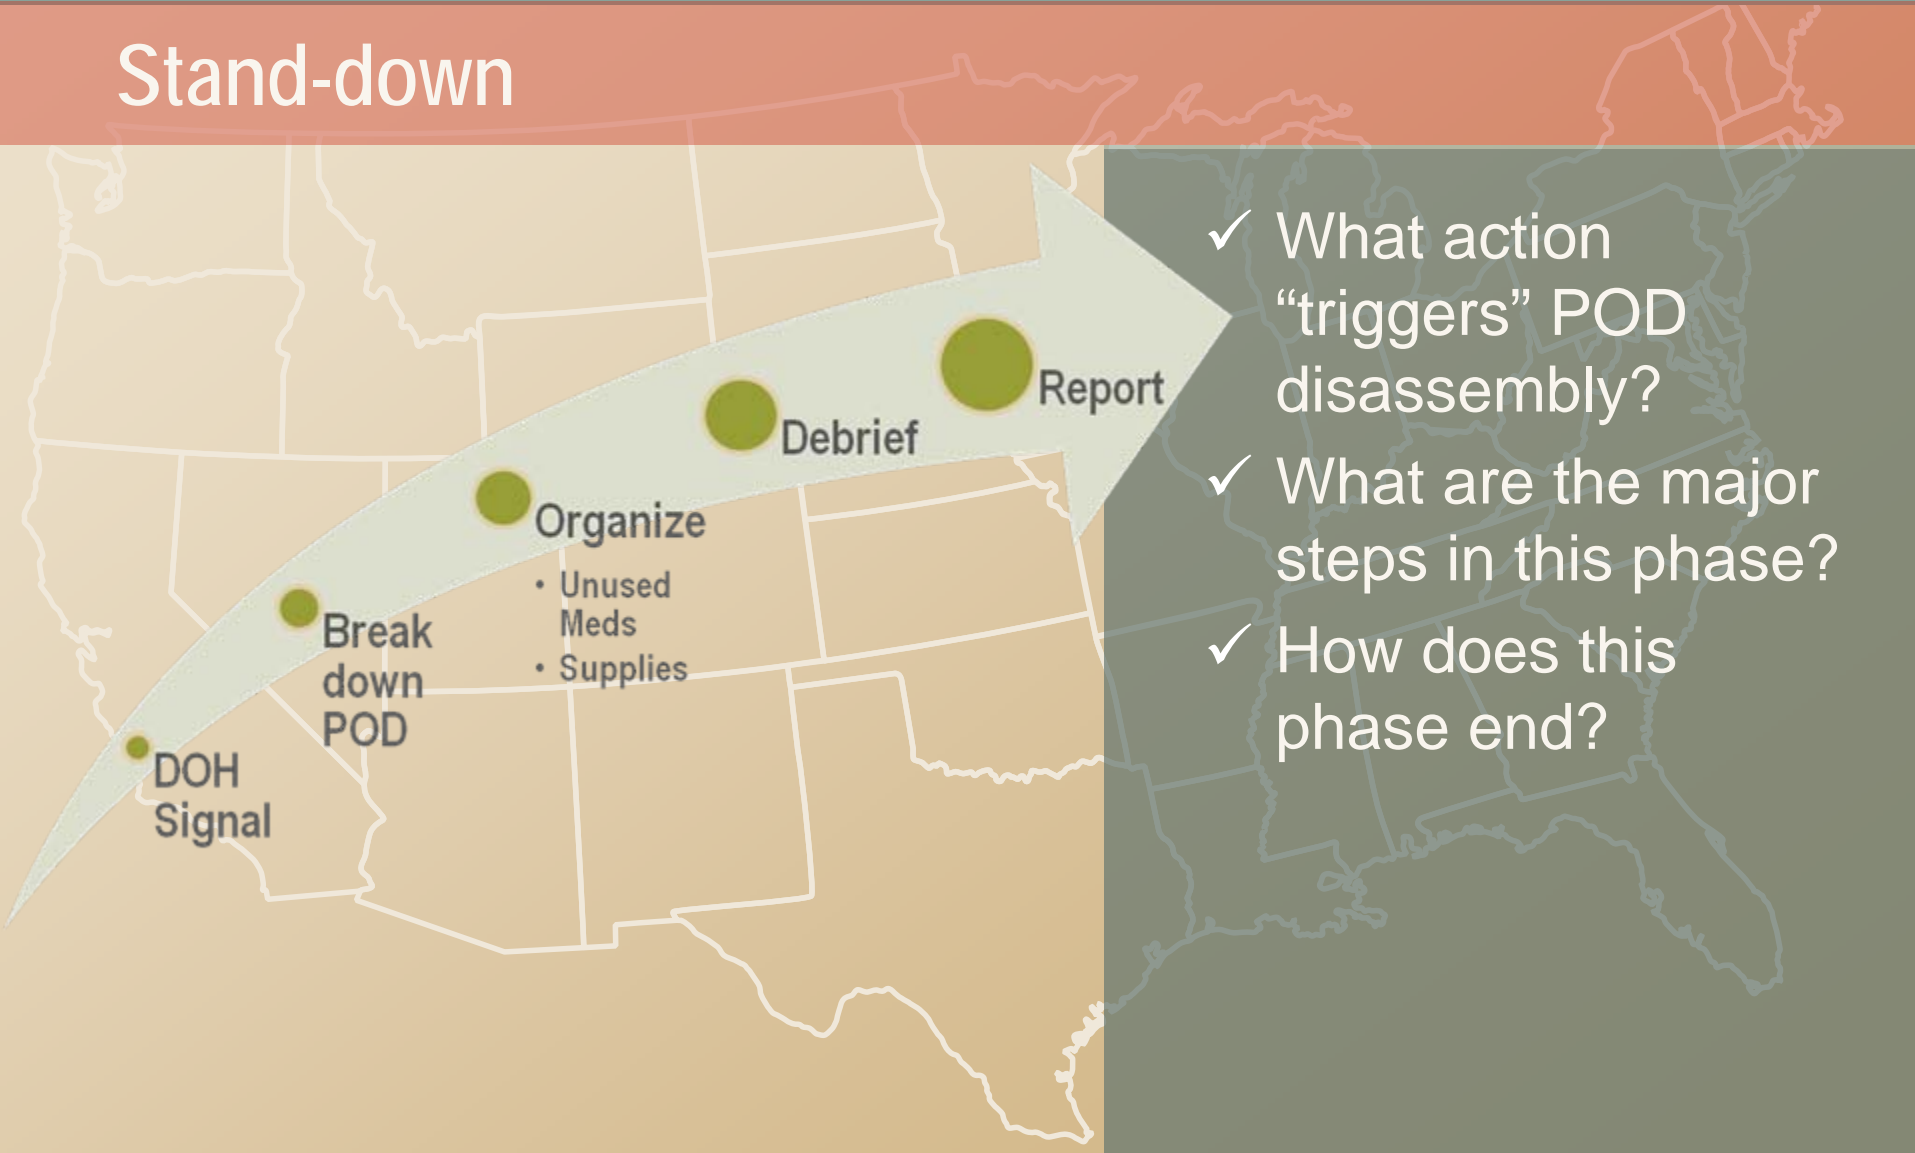 Stand-down
DOH
Signal
Break
down
POD
Organize
• Unused
Meds
• Supplies
Debrief
Report
✓ What action
“triggers” POD
disassembly?
✓ What are the major
steps in this phase?
✓ How does this
phase end?